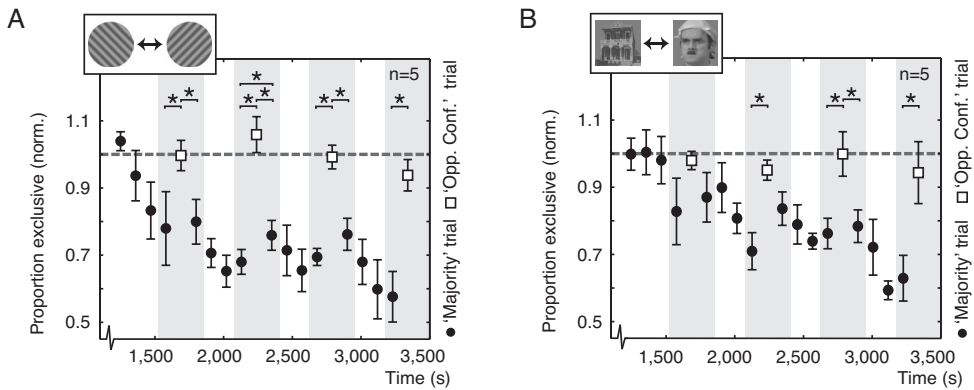 A
n=5
* * * * * * * * * *
1.1
0.9
0.7
0.5
Proportion exclusive (norm.)
1,500 2,000 2,500 3,000 3,500
Time (s)
● 'Majority' trial □ 'Opp. Conf.' trial
B
n=5
* * * *
1.1
0.9
0.7
0.5
Proportion exclusive (norm.)
1,500 2,000 2,500 3,000 3,500
Time (s)
● 'Majority' trial □ 'Opp. Conf.' trial